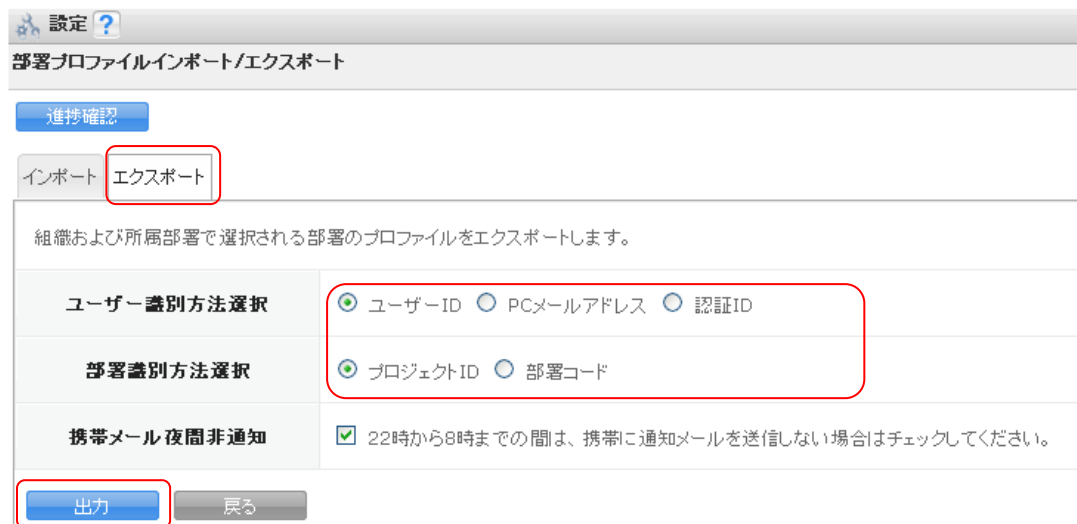 設定 ?
部署プロファイルインポート/エクスポート
進捗確認
インポート エクスポート
組織および所属部署で選択される部署のプロファイルをエクスポートします。
ユーザー識別方法選択 ユーザーID PCメールアドレス 認証ID
部署識別方法選択 プロジェクトID 部署コード
携帯メール夜間非通知 22時から8時までの間は、携帯に通知メールを送信しない場合はチェックしてください。
出力 戻る